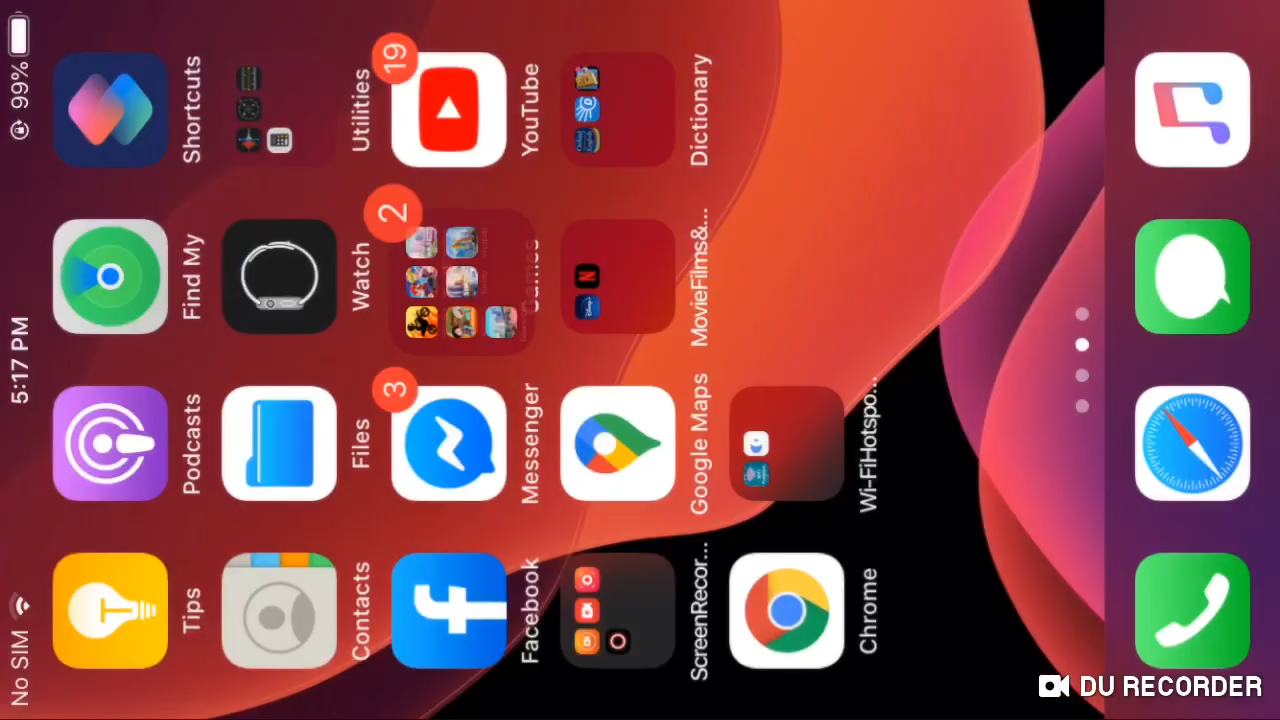 No SIM 5:17 PM 99%
Tips Podcasts Find My Shortcuts
Contacts Files Watch Utilities
3 2 19
Facebook Messenger Games YouTube
ScreenRecor... Google Maps MovieFilms&... Dictionary
Chrome Wi-FiHotspo...
DU RECORDER